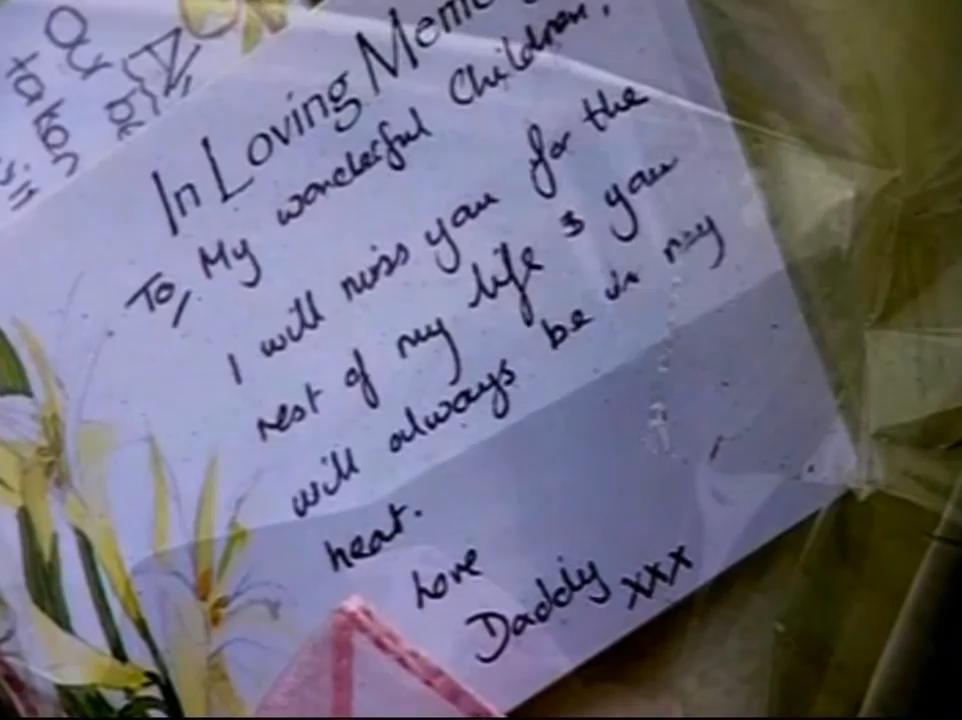 In Loving Mem
To, My wonderful Children,
I will miss you for the
rest of my life & you
will always be in my
heat.
Love
Daddy xxx